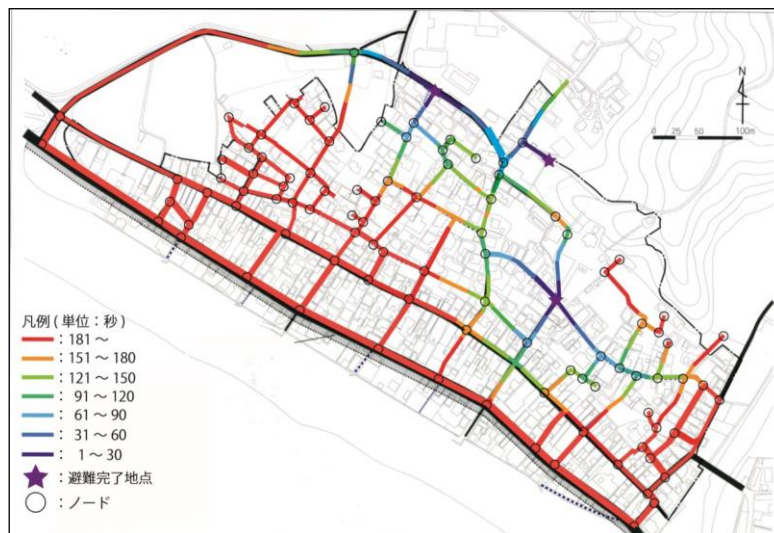 N
0 25 50 100m
凡例 ( 単位：秒 )
：181 〜
：151 〜 180
：121 〜 150
：91 〜 120
：61 〜 90
：31 〜 60
：1 〜 30
：避難完了地点
：ノード